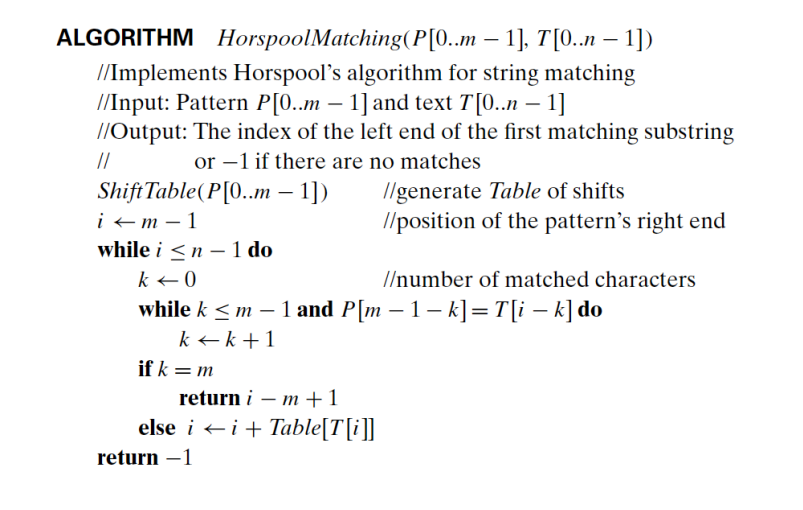 ALGORITHM HorspoolMatching(P[0..m − 1], T[0..n − 1])
//Implements Horspool's algorithm for string matching
//Input: Pattern P[0..m − 1] and text T[0..n − 1]
//Output: The index of the left end of the first matching substring
// or −1 if there are no matches
ShiftTable(P[0..m − 1]) //generate Table of shifts
i ← m − 1 //position of the pattern's right end
while i ≤ n − 1 do
k ← 0 //number of matched characters
while k ≤ m − 1 and P[m − 1 − k] = T[i − k] do
k ← k + 1
if k = m
return i − m + 1
else i ← i + Table[T[i]]
return −1